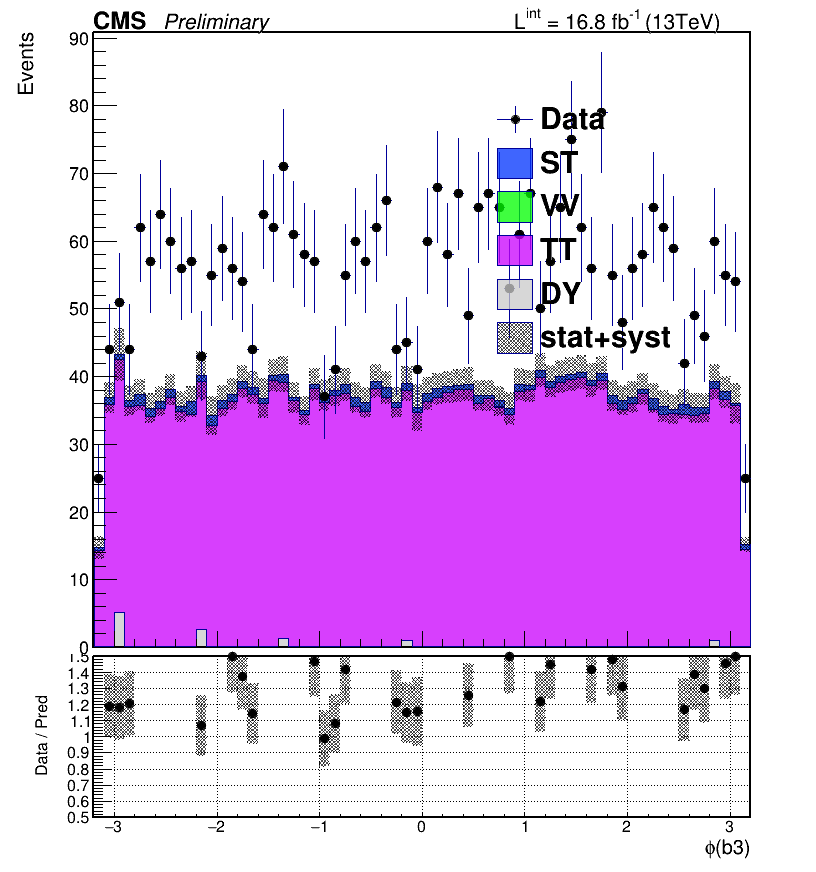 CMS Preliminary L^int = 16.8 fb^-1 (13TeV)
Events
90
80
70
60
50
40
30
20
10
0
Data
ST
VV
TT
DY
stat+syst
Data / Pred
1.5
1.4
1.3
1.2
1.1
1
0.9
0.8
0.7
0.6
0.5
−3 −2 −1 0 1 2 3
ϕ(b3)